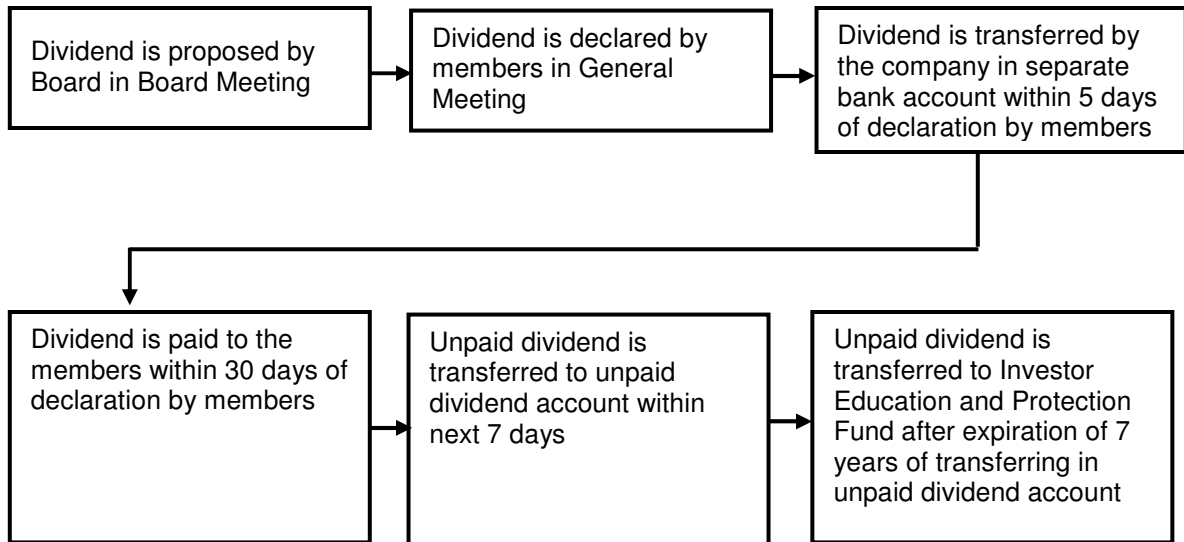 Dividend is proposed by
Board in Board Meeting
Dividend is declared by
members in General
Meeting
Dividend is transferred by
the company in separate
bank account within 5 days
of declaration by members
Dividend is paid to the
members within 30 days of
declaration by members
Unpaid dividend is
transferred to unpaid
dividend account within
next 7 days
Unpaid dividend is
transferred to Investor
Education and Protection
Fund after expiration of 7
years of transferring in
unpaid dividend account